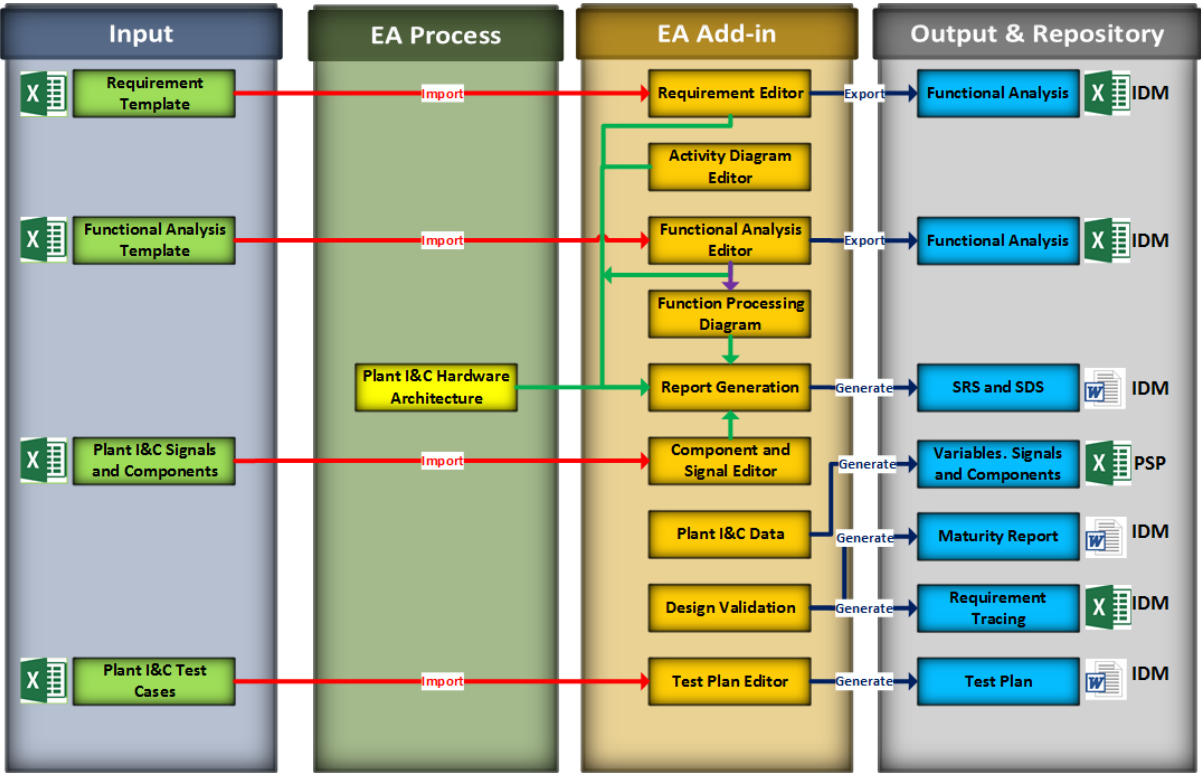 Input
EA Process
EA Add-in
Output & Repository
X
Requirement
Template
Import
Requirement Editor
Export
Functional Analysis
X
IDM
Activity Diagram
Editor
X
Functional Analysis
Template
Import
Functional Analysis
Editor
Export
Functional Analysis
X
IDM
Function Processing
Diagram
Plant I&C Hardware
Architecture
Report Generation
Generate
SRS and SDS
W
IDM
X
Plant I&C Signals
and Components
Import
Component and
Signal Editor
Generate
Variables. Signals
and Components
X
PSP
Plant I&C Data
Generate
Maturity Report
W
IDM
Design Validation
Generate
Requirement
Tracing
X
IDM
X
Plant I&C Test
Cases
Import
Test Plan Editor
Generate
Test Plan
W
IDM